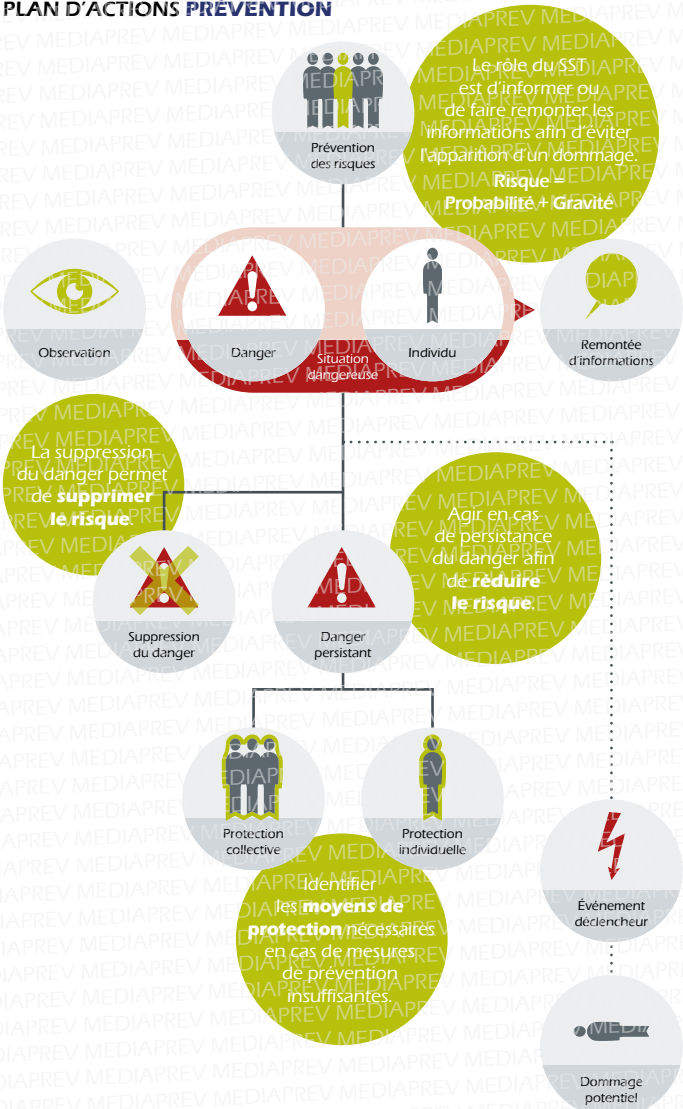 PLAN D'ACTIONS PRÉVENTION
Prévention
des risques
Le rôle du SST
est d'informer ou
de faire remonter les
informations afin d'éviter
l'apparition d'un dommage.
Risque =
Probabilité + Gravité
Observation
Danger
Situation
dangereuse
Individu
Remontée
d'informations
La suppression
du danger permet
de supprimer
le risque.
Agir en cas
de persistance
du danger afin
de réduire
le risque.
Suppression
du danger
Danger
persistant
Protection
collective
Protection
individuelle
Identifier
les moyens de
protection nécessaires
en cas de mesures
de prévention
insuffisantes.
Événement
déclencheur
Dommage
potentiel
MEDIAPREV